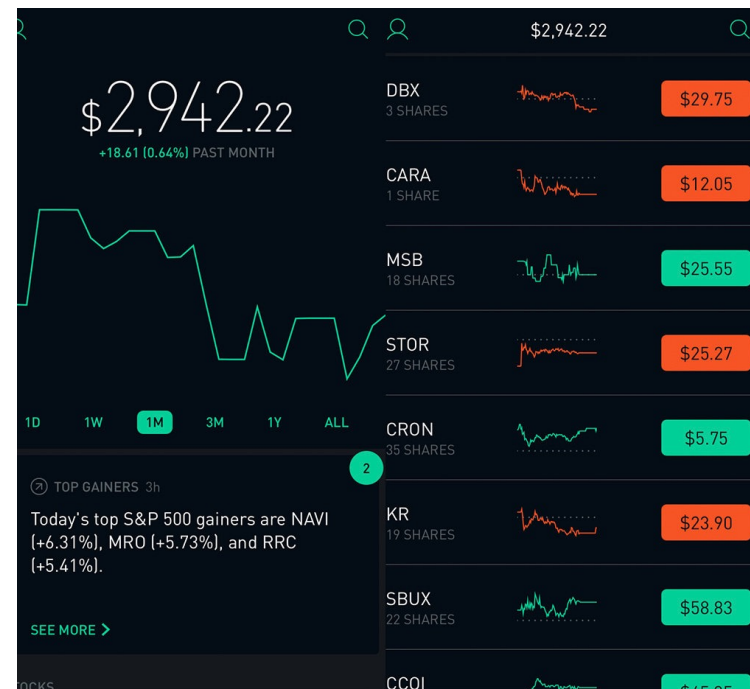 $2,942.22
+18.61 (0.64%) PAST MONTH
1D 1W 1M 3M 1Y ALL
2
TOP GAINERS 3h
Today's top S&P 500 gainers are NAVI
(+6.31%), MRO (+5.73%), and RRC
(+5.41%).
SEE MORE
$2,942.22
DBX
3 SHARES
$29.75
CARA
1 SHARE
$12.05
MSB
18 SHARES
$25.55
STOR
27 SHARES
$25.27
CRON
35 SHARES
$5.75
KR
19 SHARES
$23.90
SBUX
22 SHARES
$58.83